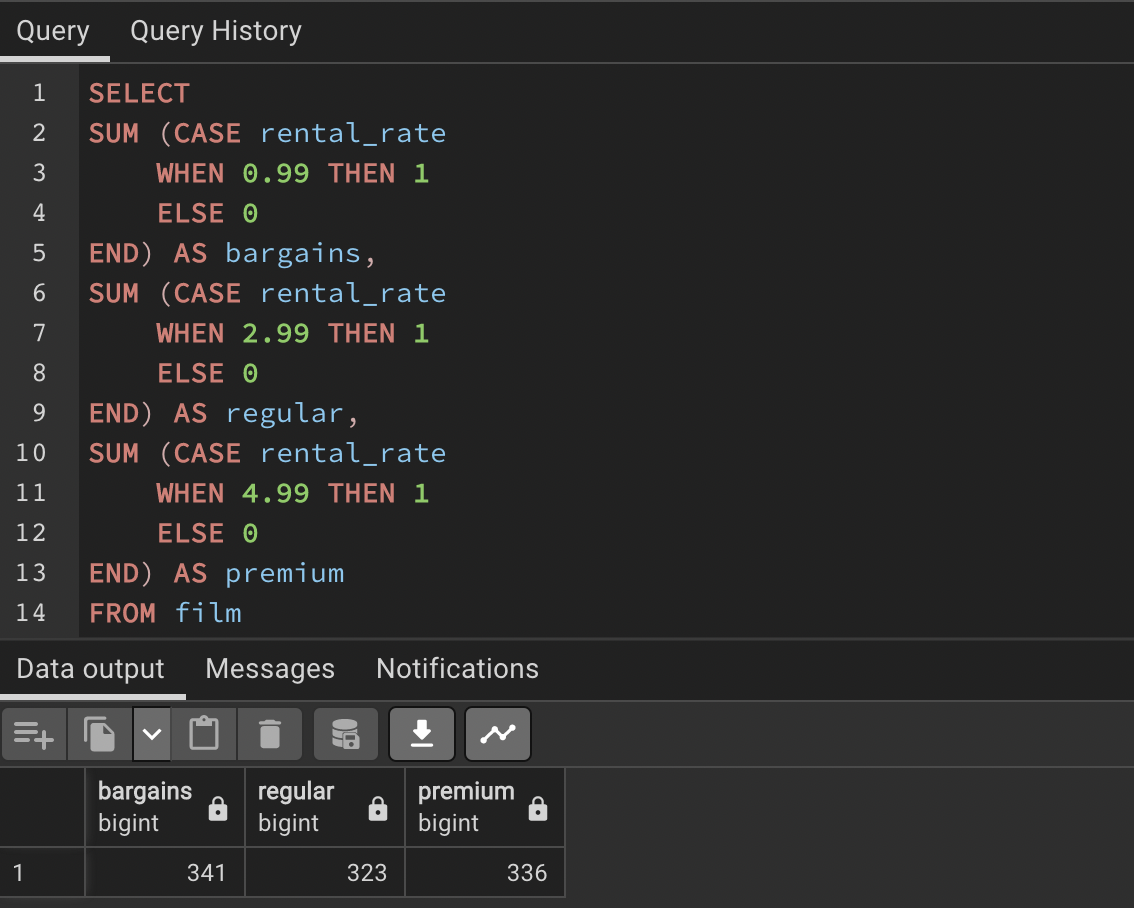 Query Query History
1 SELECT
2 SUM (CASE rental_rate
3 WHEN 0.99 THEN 1
4 ELSE 0
5 END) AS bargains,
6 SUM (CASE rental_rate
7 WHEN 2.99 THEN 1
8 ELSE 0
9 END) AS regular,
10 SUM (CASE rental_rate
11 WHEN 4.99 THEN 1
12 ELSE 0
13 END) AS premium
14 FROM film
Data output Messages Notifications
bargains regular premium
bigint bigint bigint
1 341 323 336